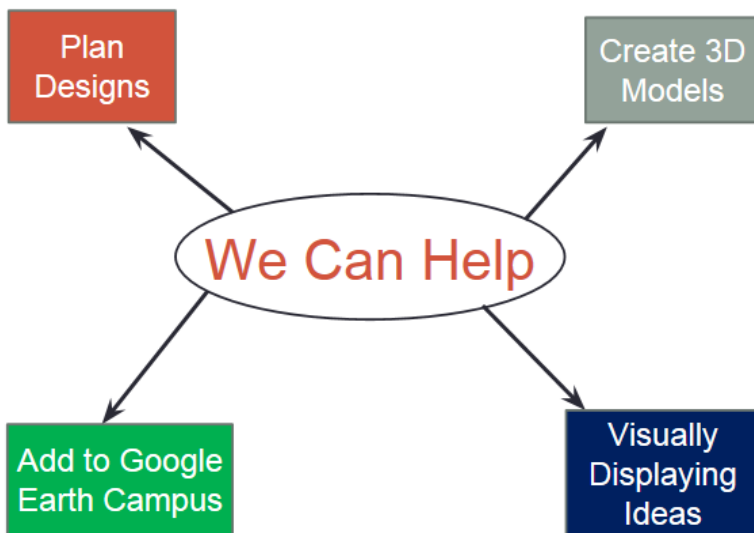 Plan
Designs
Create 3D
Models
We Can Help
Add to Google
Earth Campus
Visually
Displaying
Ideas